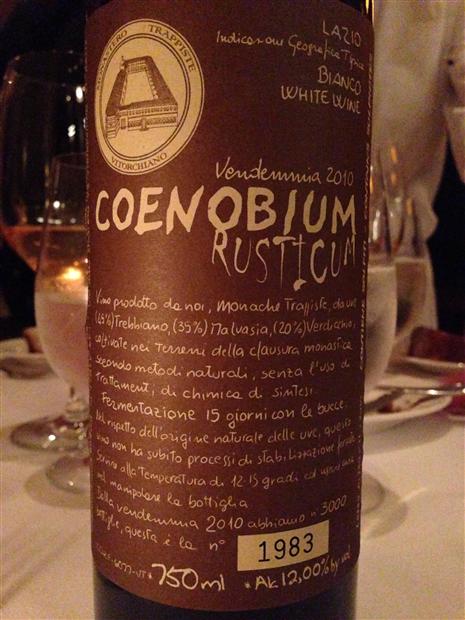 MONASTERO TRAPPISTE
VITORCHIANO
LAZIO
Indicazione Geografica Tipica
BIANCO
WHITE WINE
Vendemmia 2010
COENOBIUM
RUSTICUM
Vino prodotto da noi, Monache Trappiste, da uve
(45%) Trebbiano, (35%) Malvasia, (20%) Verdicchio,
coltivate nei terreni della clausura monastica
secondo metodi naturali, senza l'uso di
trattamenti di chimica di sintesi.
Fermentazione 15 giorni con le bucce.
Nel rispetto dell'origine naturale delle uve, questo
vino non ha subito processi di stabilizzazione
Servire alla temperatura di 12-15 gradi ed
nel manipolare la bottiglia
Della vendemmia 2010 abbiamo n° 3000
bottiglie, questa è la n° 1983
750ml Alc 12,00% by vol